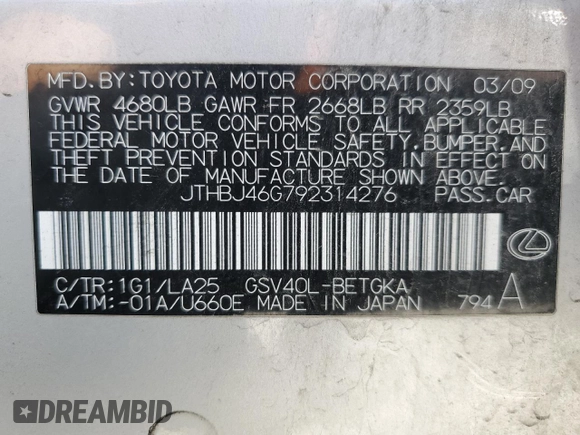 MFD. BY: TOYOTA MOTOR CORPORATION 03/09
GVWR 4680LB GAWR FR 2668LB RR 2359LB
THIS VEHICLE CONFORMS TO ALL APPLICABLE
FEDERAL MOTOR VEHICLE SAFETY, BUMPER, AND
THEFT PREVENTION STANDARDS IN EFFECT ON
THE DATE OF MANUFACTURE SHOWN ABOVE.
JTHBJ46G792314276 PASS. CAR
C/TR: 1G1/LA25 GSV40L-BETGKA
A/TM: -01A/U660E MADE IN JAPAN 794 A
DREAMBID